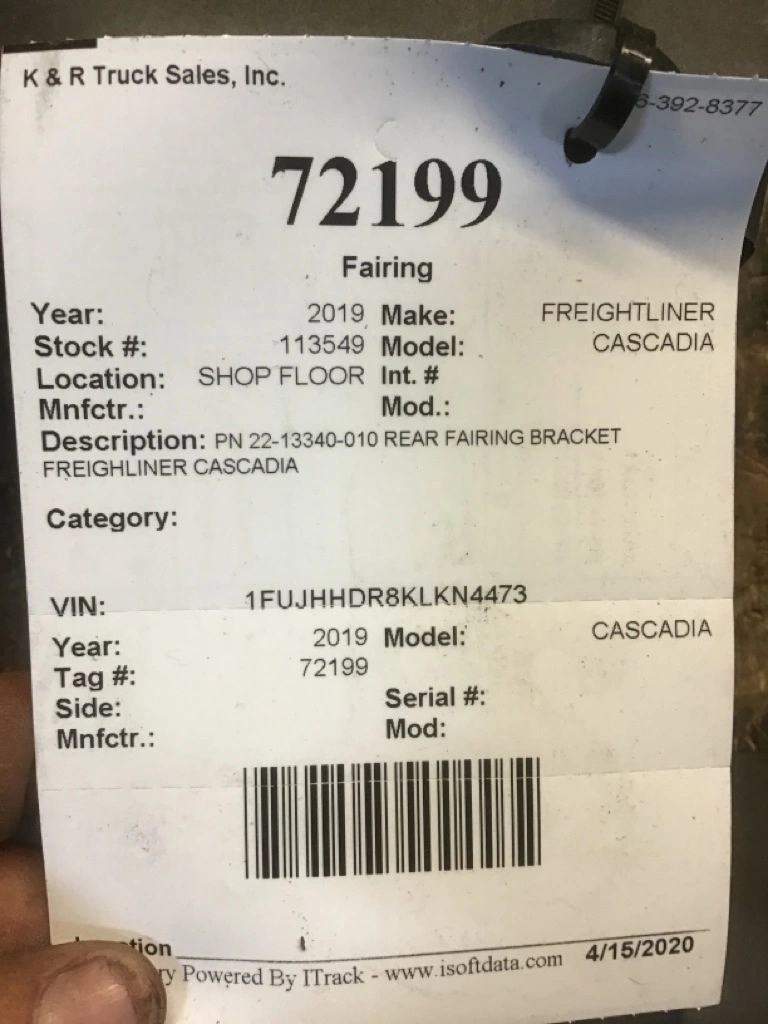 K & R Truck Sales, Inc.
6-392-8377
72199
Fairing
Year: 2019 Make: FREIGHTLINER
Stock #: 113549 Model: CASCADIA
Location: SHOP FLOOR Int. #
Mnfctr.: Mod.:
Description: PN 22-13340-010 REAR FAIRING BRACKET
FREIGHLINER CASCADIA
Category:
VIN: 1FUJHHDR8KLKN4473
Year: 2019 Model: CASCADIA
Tag #: 72199
Side: Serial #:
Mnfctr.: Mod:
4/15/2020
Powered By ITrack - www.isoftdata.com